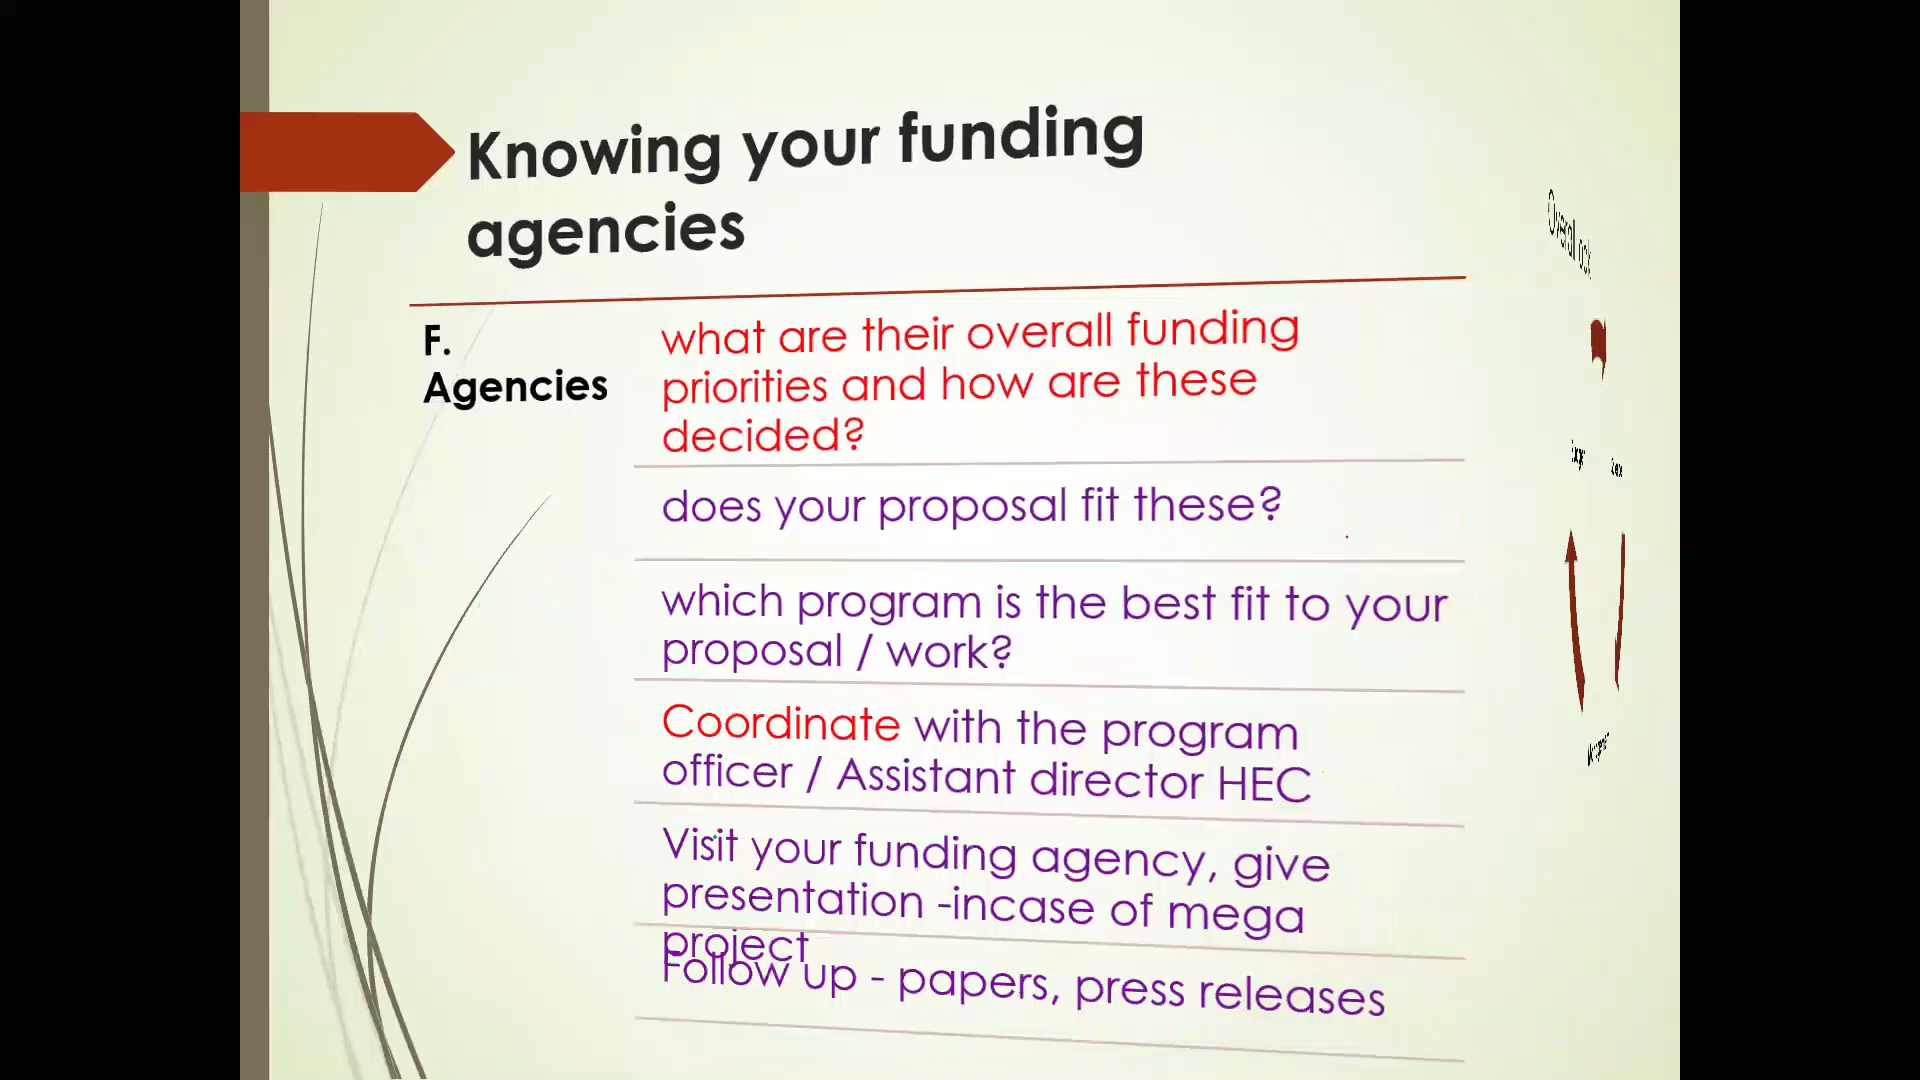 Knowing your funding
agencies
F.
Agencies
what are their overall funding
priorities and how are these
decided?
does your proposal fit these?
which program is the best fit to your
proposal / work?
Coordinate with the program
officer / Assistant director HEC
Visit your funding agency, give
presentation -incase of mega
project
Follow up - papers, press releases